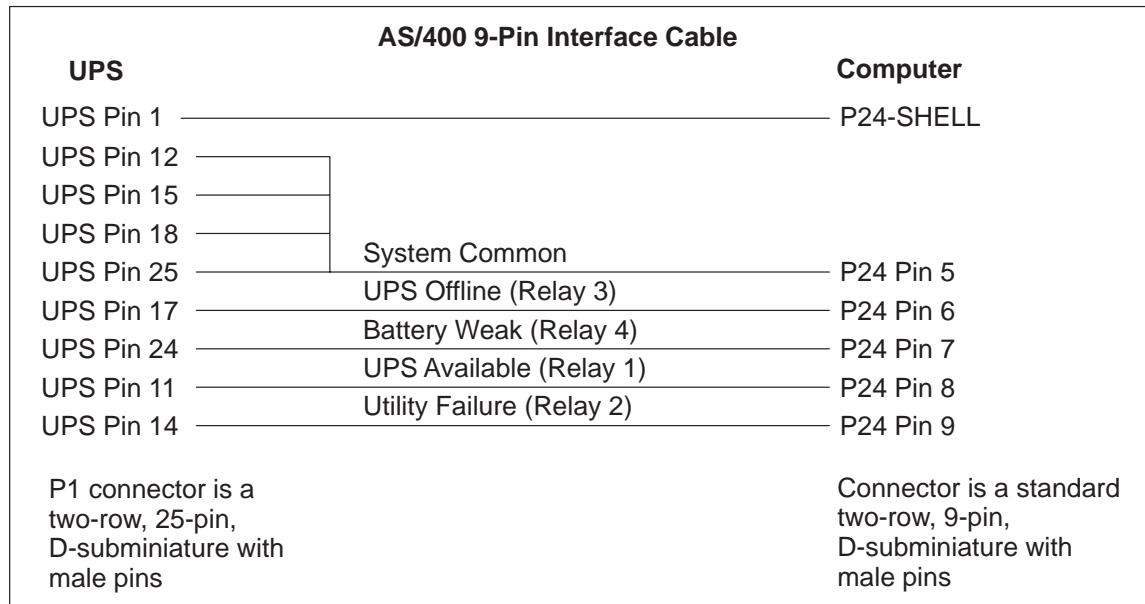 AS/400 9-Pin Interface Cable
UPS Computer
UPS Pin 1 P24-SHELL
UPS Pin 12
UPS Pin 15
UPS Pin 18
System Common
UPS Pin 25 P24 Pin 5
UPS Offline (Relay 3)
UPS Pin 17 P24 Pin 6
Battery Weak (Relay 4)
UPS Pin 24 P24 Pin 7
UPS Available (Relay 1)
UPS Pin 11 P24 Pin 8
Utility Failure (Relay 2)
UPS Pin 14 P24 Pin 9
P1 connector is a
two-row, 25-pin,
D-subminiature with
male pins
Connector is a standard
two-row, 9-pin,
D-subminiature with
male pins